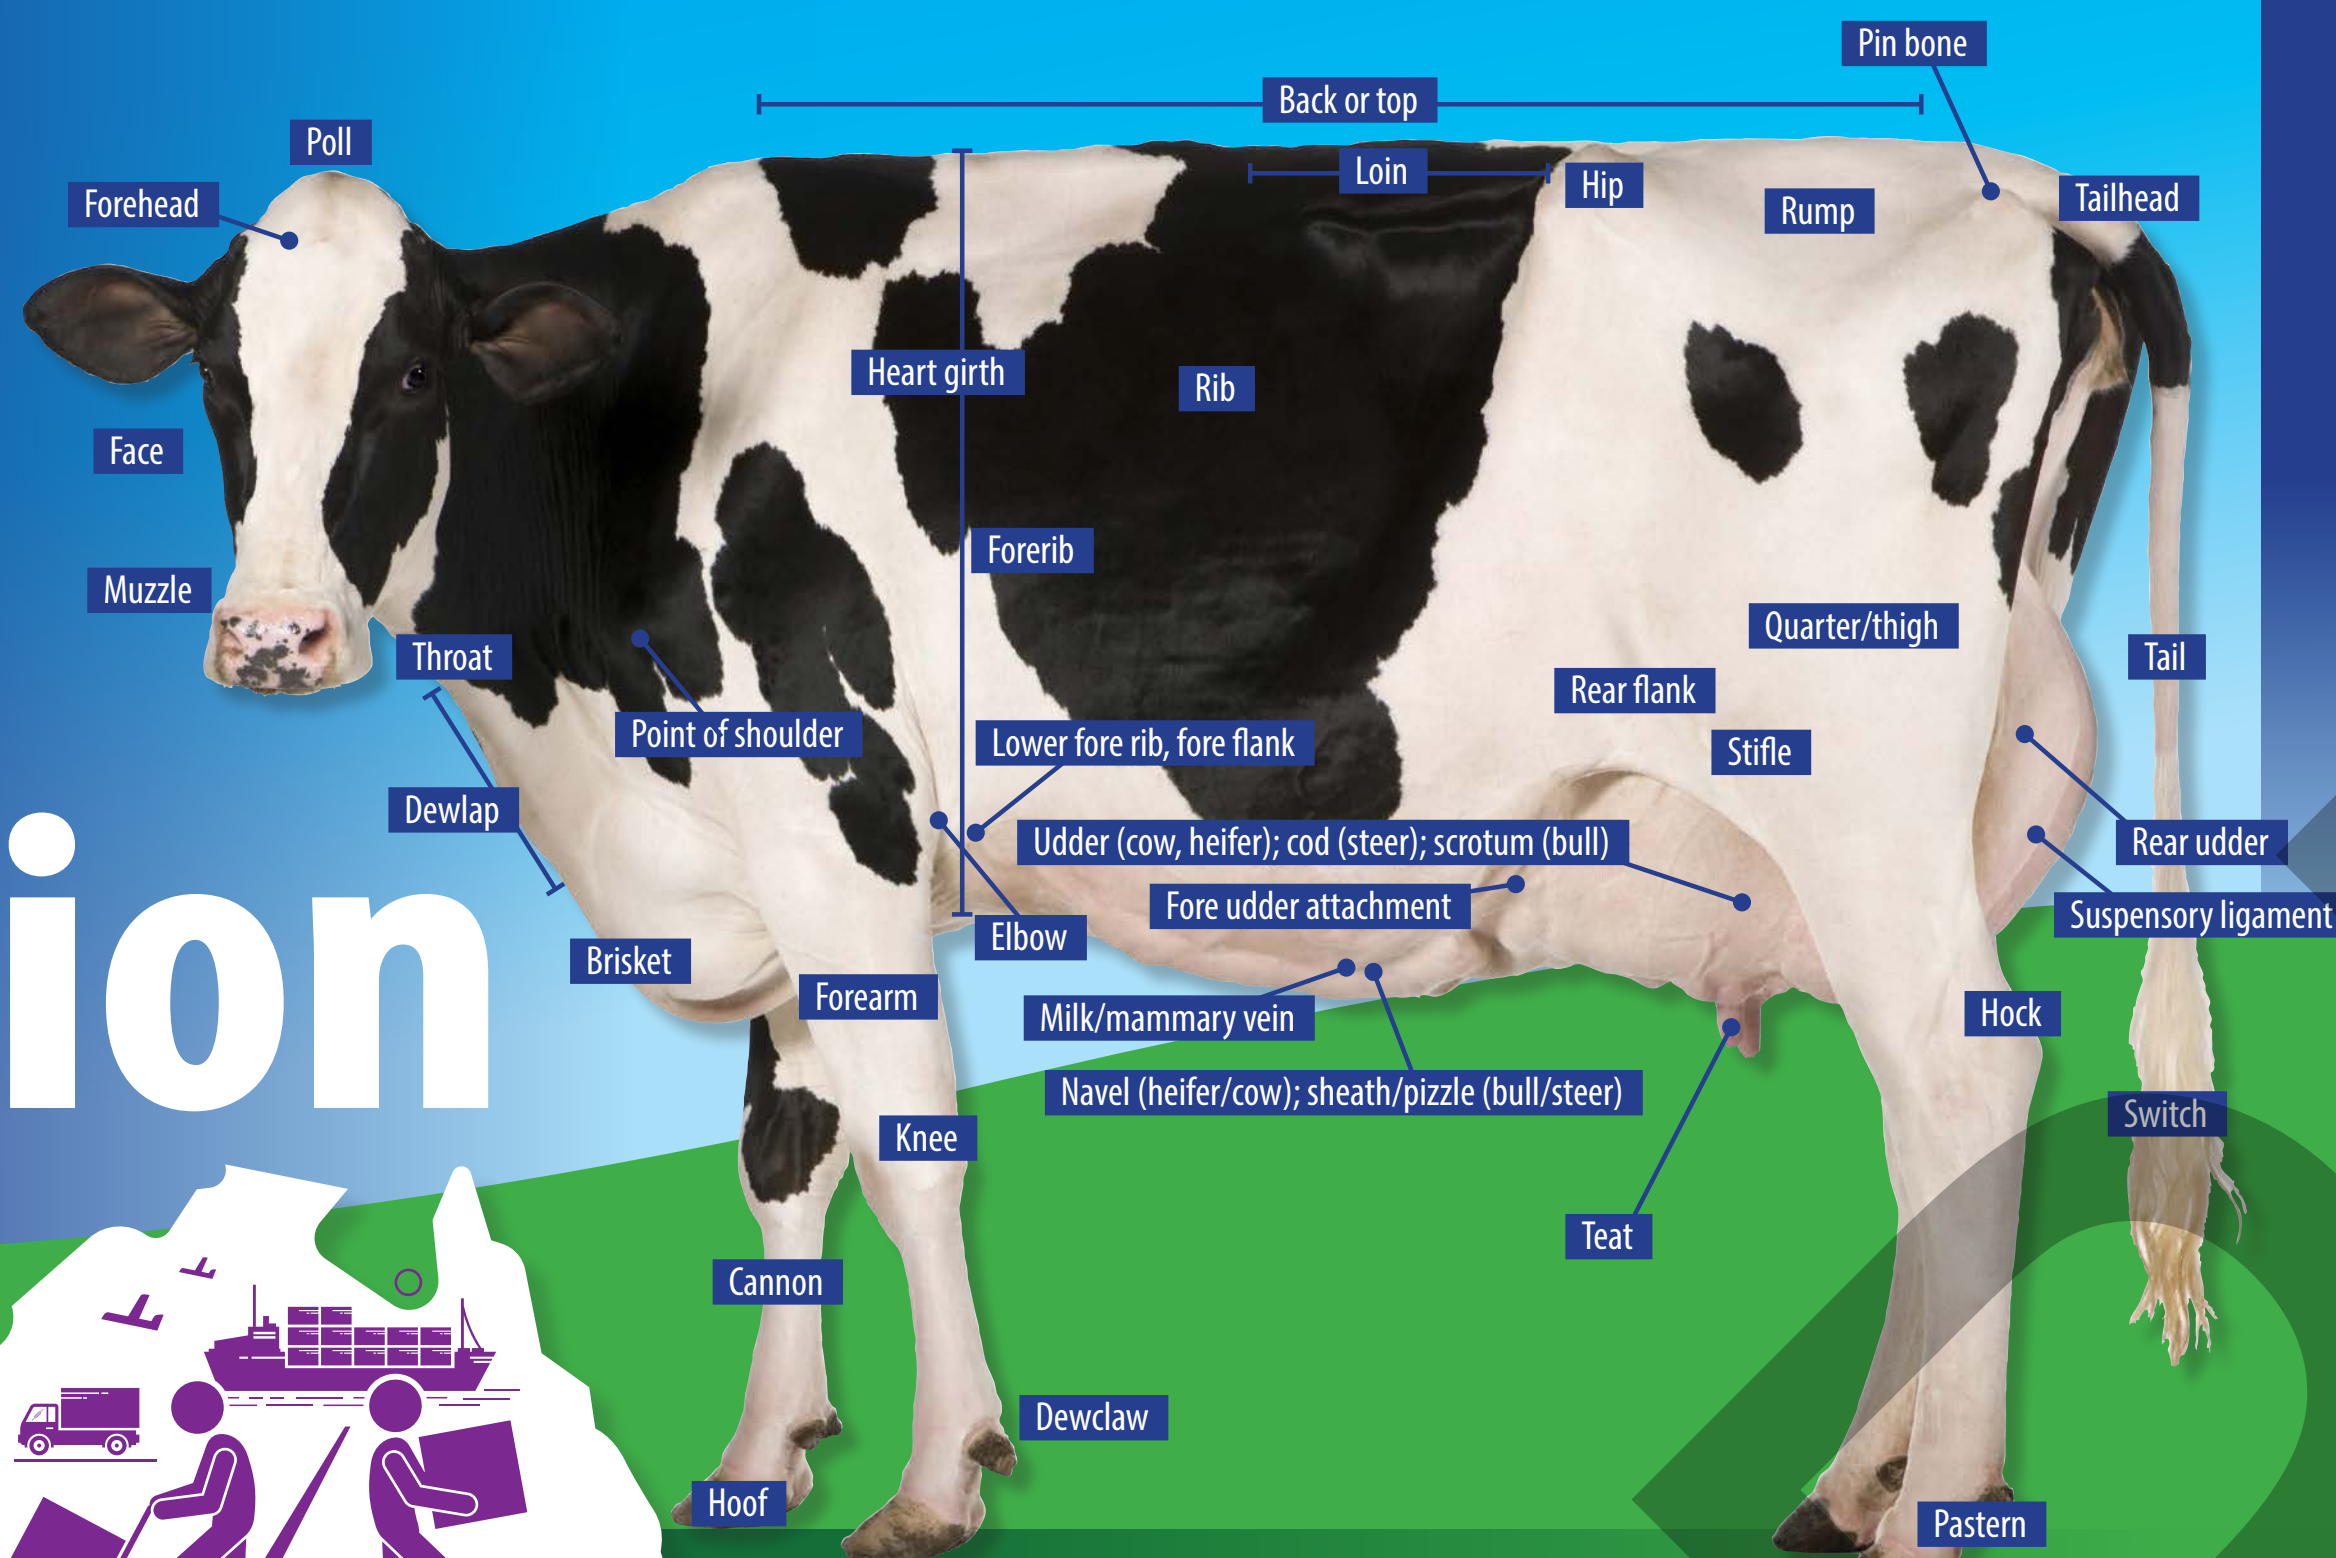 Pin bone
Back or top
Poll
Loin
Hip
Forehead
Rump
Tailhead
Heart girth
Rib
Face
Forerib
Muzzle
Quarter/thigh
Throat
Tail
Rear flank
Point of shoulder
Lower fore rib, fore flank
Stifle
Dewlap
Udder (cow, heifer); cod (steer); scrotum (bull)
Rear udder
Fore udder attachment
Suspensory ligament
Elbow
Brisket
ion
Forearm
Milk/mammary vein
Hock
Navel (heifer/cow); sheath/pizzle (bull/steer)
Switch
Knee
Teat
Cannon
Dewclaw
Hoof
Pastern